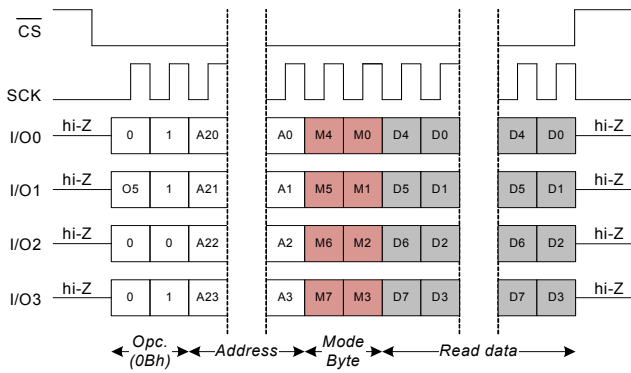 CS
SCK
I/O0 hi-Z 0 1 A20 A0 M4 M0 D4 D0 D4 D0 hi-Z
I/O1 hi-Z O5 1 A21 A1 M5 M1 D5 D1 D5 D1 hi-Z
I/O2 hi-Z 0 0 A22 A2 M6 M2 D6 D2 D6 D2 hi-Z
I/O3 hi-Z 0 1 A23 A3 M7 M3 D7 D3 D7 D3 hi-Z
Opc. Address Mode Read data
(0Bh) Byte